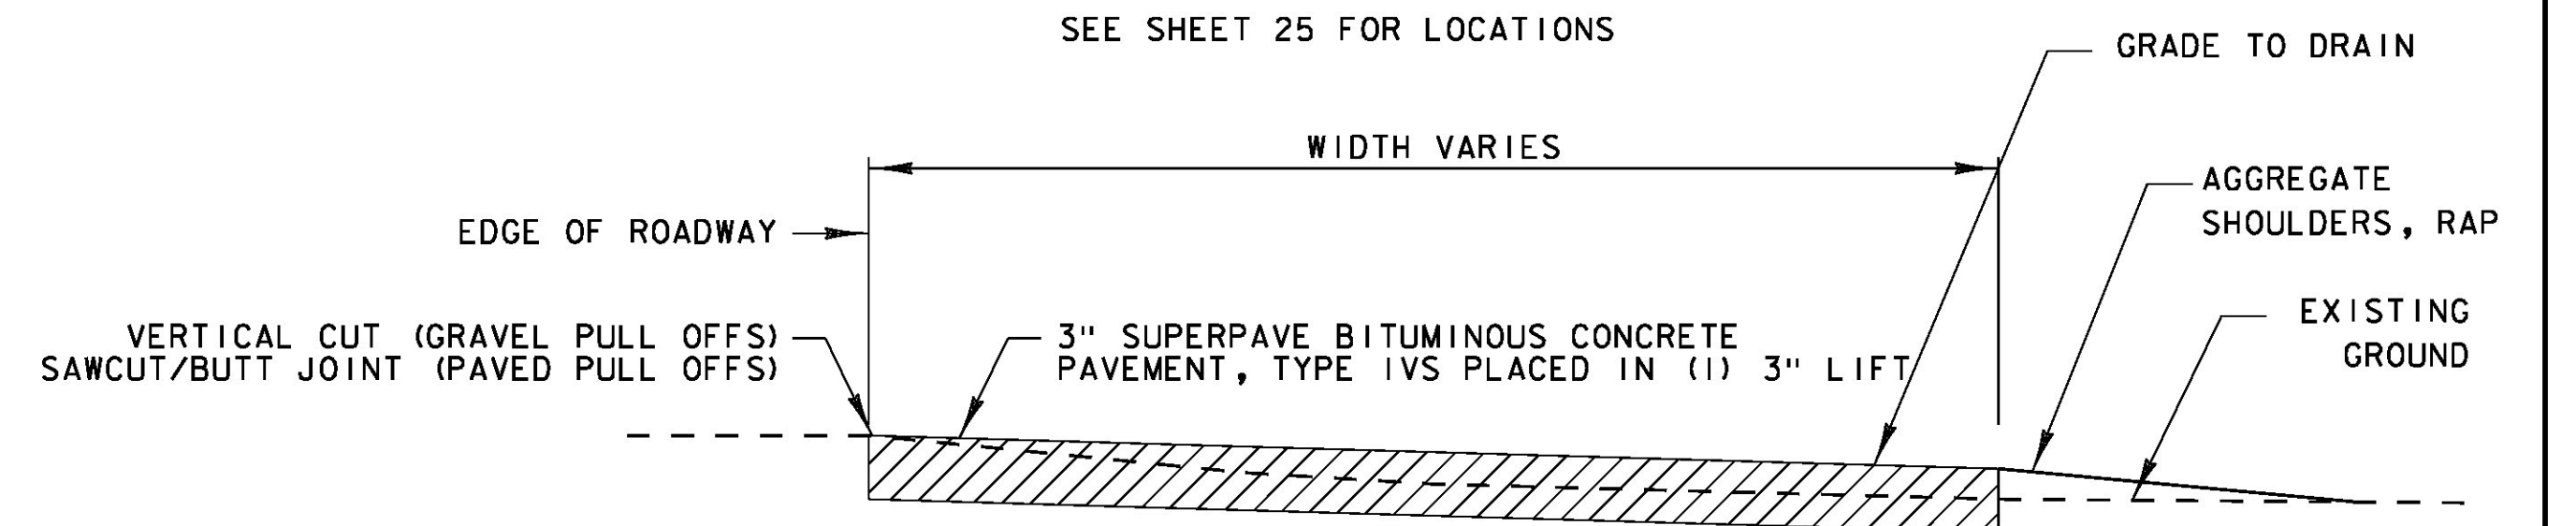 SEE SHEET 25 FOR LOCATIONS
GRADE TO DRAIN
WIDTH VARIES
AGGREGATE
SHOULDERS, RAP
EDGE OF ROADWAY
EXISTING
GROUND
VERTICAL CUT (GRAVEL PULL OFFS)
SAWCUT/BUTT JOINT (PAVED PULL OFFS)
3" SUPERPAVE BITUMINOUS CONCRETE
PAVEMENT, TYPE IVS PLACED IN (1) 3" LIFT